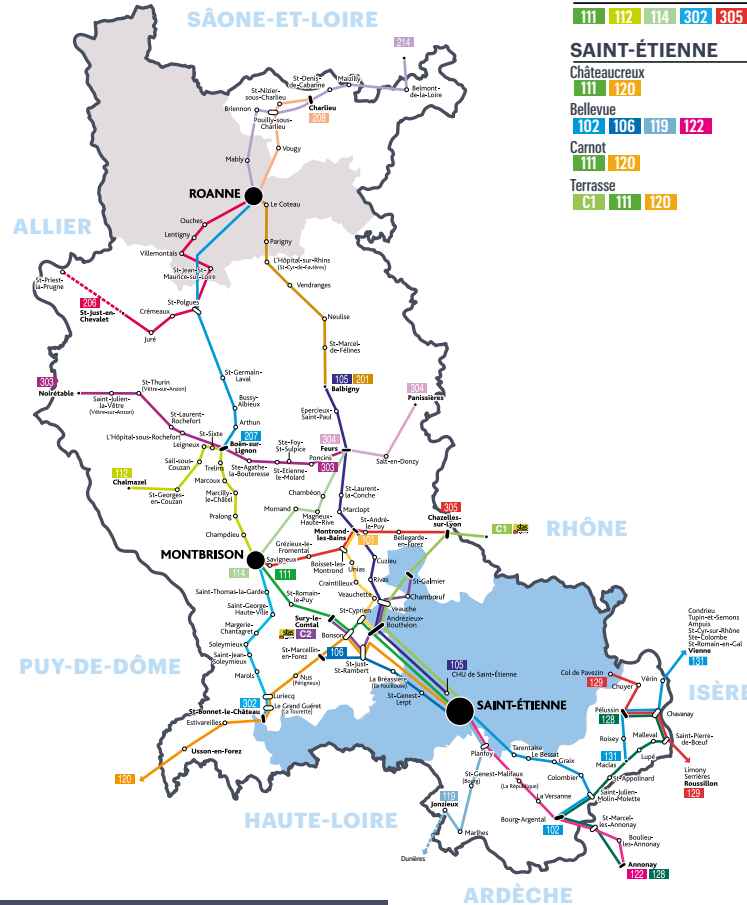 SÂONE-ET-LOIRE
111 112 114 302 305
SAINT-ÉTIENNE
Châteaucreux
111 120
Bellevue
102 106 119 122
Carnot
111 120
Terrasse
C1 111 120
214
St-Denis-
de-Cabanne
Maizilly
Belmont-
de-la-Loire
St-Nizier-
sous-Charlieu
Charlieu
208
Briennon
Pouilly-sous-
Charlieu
Vougy
Mably
ROANNE
Le Coteau
ALLIER
Ouches
Lentigny
Villemontais
Parigny
L'Hôpital-sur-Rhins
(St-Cyr-de-Favières)
St-Jean-St-
Maurice-sur-Loire
St-Priest-
la-Prugne
Vendranges
206
St-Just-en-
Chevalet
Crémeaux
St-Polgues
Juré
Neulise
St-Marcel-
de-Félines
303
Noirétable
St-Thurin
(Vêtre-sur-Anzon)
Saint-Julien-
la-Vêtre
(Vêtre-sur-Anzon)
St-Germain-
Laval
105 201
Balbigny
304
Panissières
Bussy-
Albieux
Epercieux-
Saint-Paul
St-Laurent-
Rochefort
Arthun
L'Hôpital-sous-Rochefort
St-Sixte
207
Boën-sur-
Lignon
Leigneux
304
Feurs
Ste-Foy-
St-Sulpice
Poncins
303
Salt-en-Donzy
Sail-sous-
Couzan
Trelins
Ste-Agathe-
la-Bouteresse
St-Etienne-
le-Molard
112
Chalmazel
Marcoux
St-Georges-
en-Couzan
Marcilly-
le-Châtel
Chambéon
St-Laurent-
la-Conche
Mornand
Magneux-
Haute-Rive
Marclopt
Pralong
305
Chazelles-
sur-Lyon
C1
RHÔNE
St-André-
le-Puy
Montrond-
les-Bains
101
Bellegarde-
en-Forez
Champdieu
MONTBRISON
Grézieux-le-
Fromental
Savigneux
Boisset-les-
Montrond
Cuzieu
114
111
Unias
Rivas
St-Galmier
Craintilleux
Saint-Thomas-la-Garde
St-Romain-
le-Puy
Veauchette
Chambœuf
Saint-George-
Haute-Ville
St-Cyprien
Veauche
Sury-le-
Comtal
Andrézieux-
Bouthéon
Margerie-
Chantagret
C2
Bonson
Condrieu
Tupin-et-Semons
Ampuis
St-Cyr-sur-Rhône
Ste-Colombe
St-Romain-en-Gal
Vienne
131
Soleymieux
St-Marcellin-
en-Forez
106
PUY-DE-DÔME
Saint-Jean-
Soleymieux
St-Just-
St-Rambert
105
CHU de Saint-Étienne
La Bréassière
(La Fouillouse)
Marols
Nus
(Périgneux)
Col de Pavezin
Vérin
129
Chuyer
ISÈRE
St-Genest-
Lerpt
302
Luriecq
St-Bonnet-le-Château
Le Grand Guéret
(La Tourette)
SAINT-ÉTIENNE
Pélussin
128
Chavanay
Estivareilles
Roisey
Malleval
Saint-Pierre-
de-Bœuf
Usson-en-Forez
Planfoy
Tarentaise
Le Bessat
Graix
131
Maclas
Lupé
Limony
Serrières
Roussillon
129
120
St-Genest-Malifaux
(Bourg)
(La République)
Colombier
St-Appolinard
119
Jonzieux
La Versanne
Saint-Julien-
Molin-Molette
HAUTE-LOIRE
Bourg-Argental
102
St-Marcel-
les-Annonay
Marlhes
Boulieu-
les-Annonay
Dunières
Annonay
122 128
ARDÈCHE